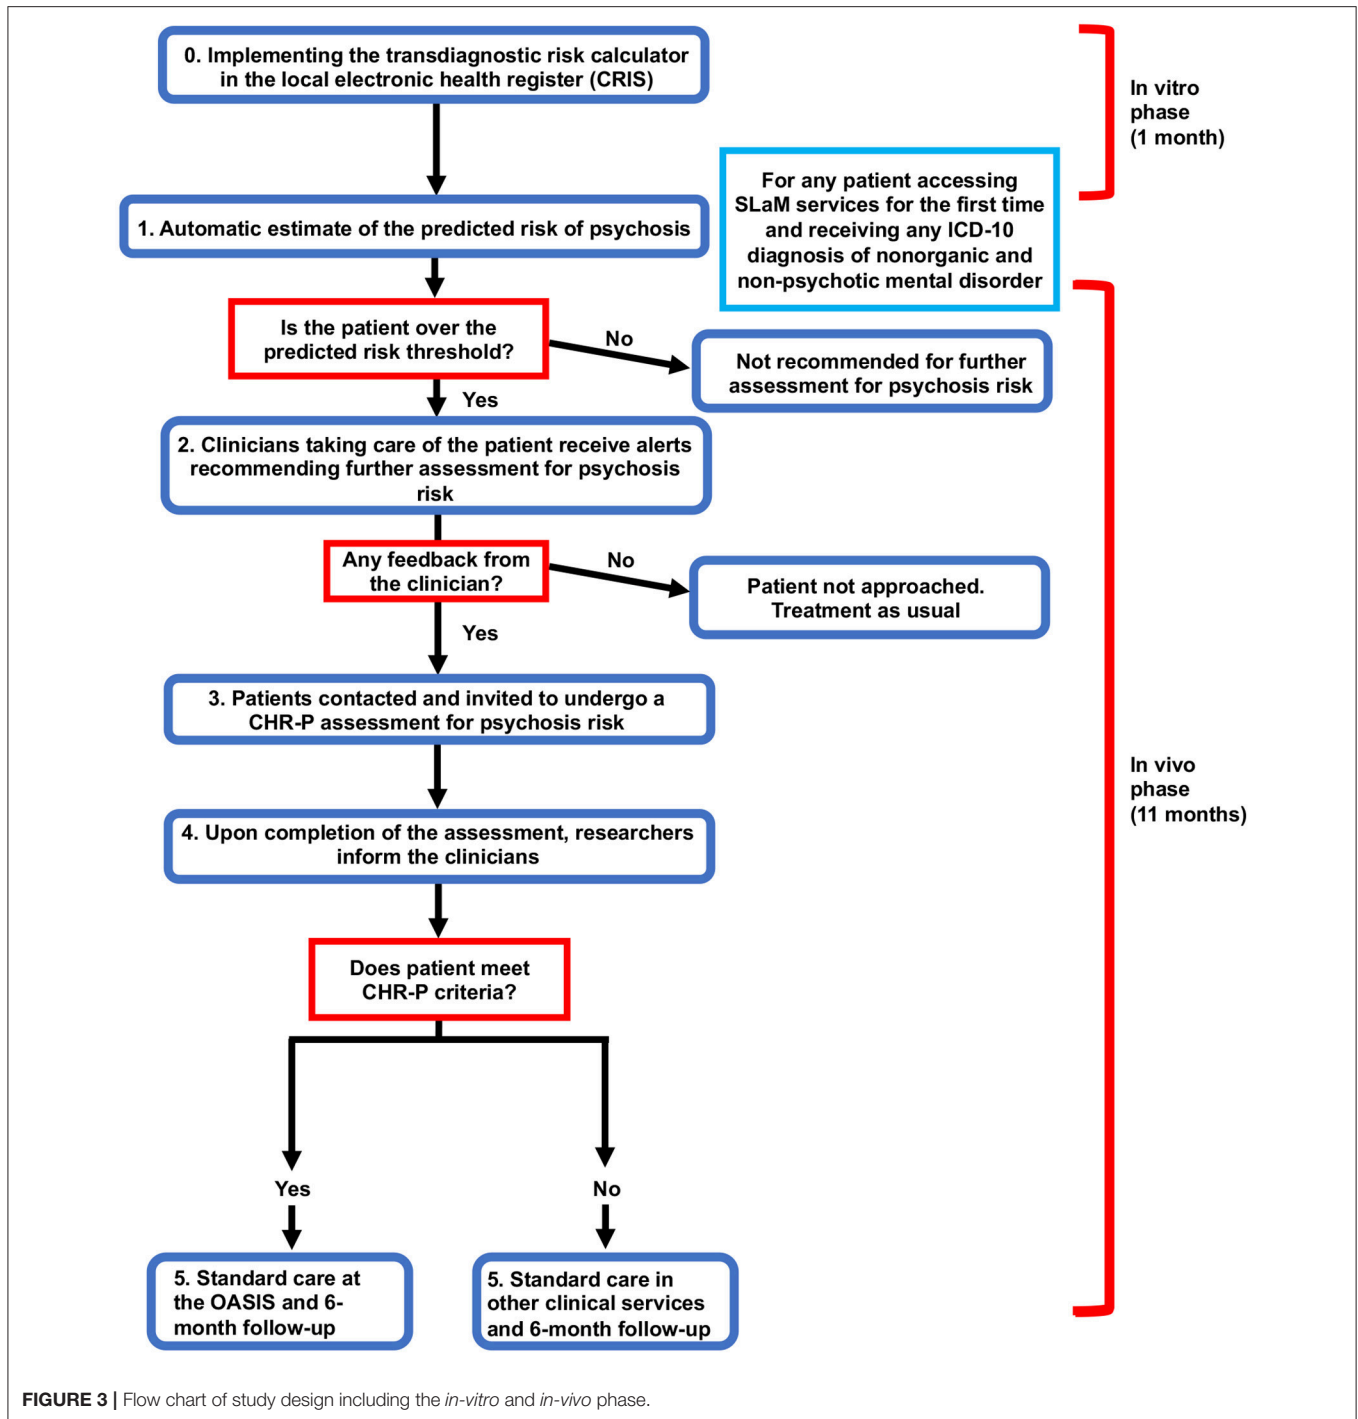 0. Implementing the transdiagnostic risk calculator
in the local electronic health register (CRIS)
In vitro
phase
(1 month)
For any patient accessing
SLaM services for the first time
and receiving any ICD-10
diagnosis of nonorganic and
non-psychotic mental disorder
1. Automatic estimate of the predicted risk of psychosis
Is the patient over the
predicted risk threshold?
No
Not recommended for further
assessment for psychosis risk
Yes
2. Clinicians taking care of the patient receive alerts
recommending further assessment for psychosis
risk
Any feedback from
the clinician?
No
Patient not approached.
Treatment as usual
Yes
3. Patients contacted and invited to undergo a
CHR-P assessment for psychosis risk
In vivo
phase
(11 months)
4. Upon completion of the assessment, researchers
inform the clinicians
Does patient meet
CHR-P criteria?
Yes
No
5. Standard care at
the OASIS and 6-
month follow-up
5. Standard care in
other clinical services
and 6-month follow-up
FIGURE 3 | Flow chart of study design including the in-vitro and in-vivo phase.